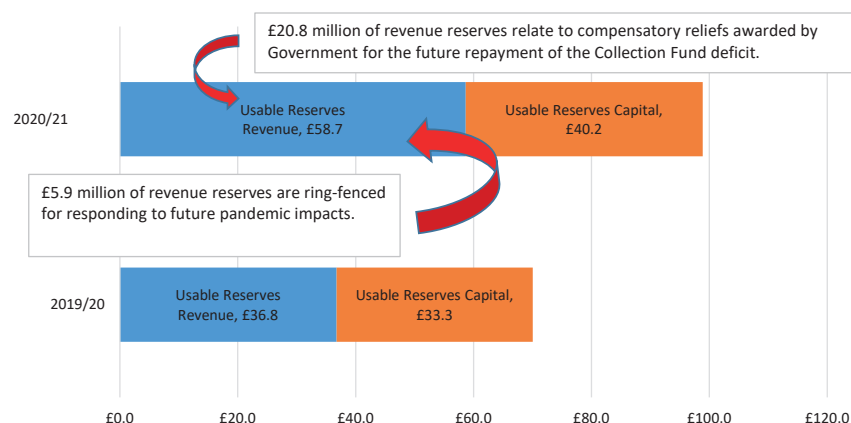 £20.8 million of revenue reserves relate to compensatory reliefs awarded by
Government for the future repayment of the Collection Fund deficit.
2020/21
Usable Reserves
Revenue, £58.7
Usable Reserves Capital,
£40.2
£5.9 million of revenue reserves are ring-fenced
for responding to future pandemic impacts.
2019/20
Usable Reserves
Revenue, £36.8
Usable Reserves Capital,
£33.3
£0.0 £20.0 £40.0 £60.0 £80.0 £100.0 £120.0